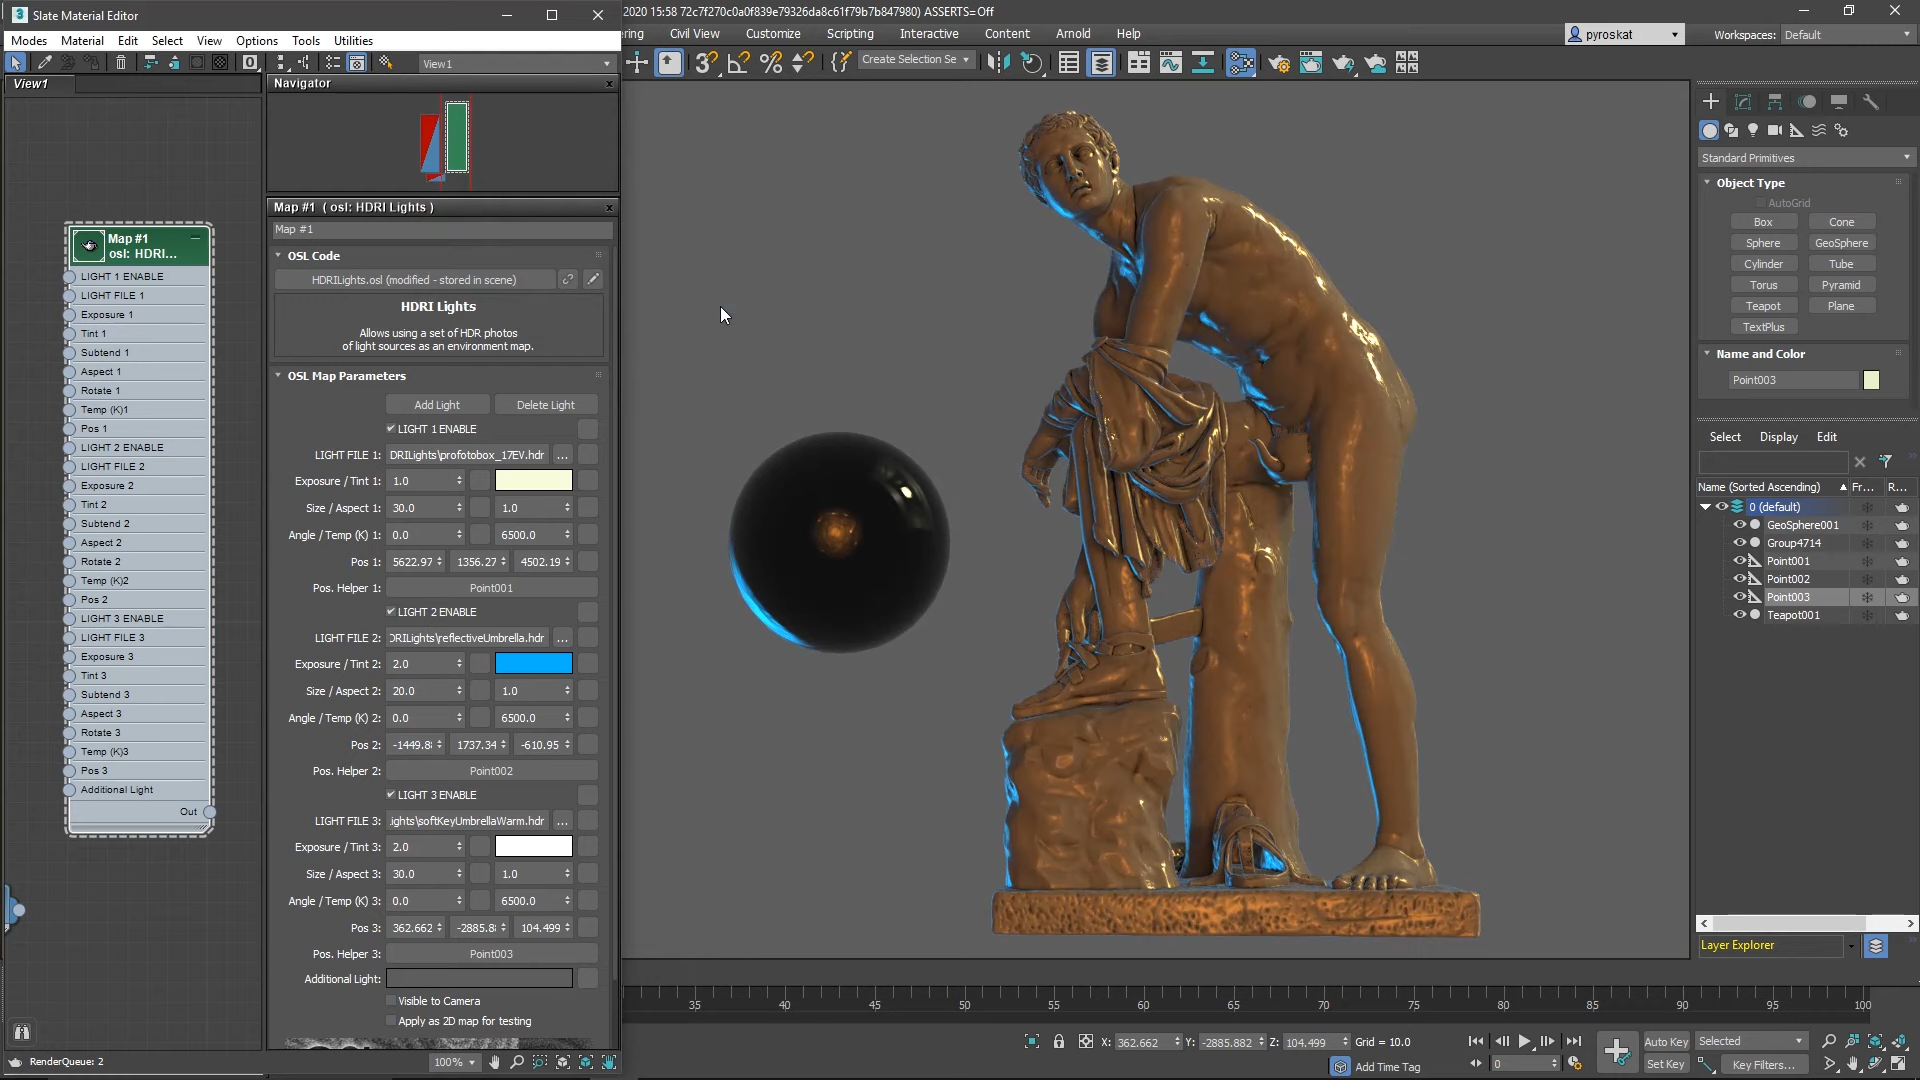 Slate Material Editor
2020 15:58 72c7f270c0a0f839e79326da8c61f79b7b847980) ASSERTS=Off
Modes Material Edit Select View Options Tools Utilities
ering Civil View Customize Scripting Interactive Content Arnold Help
pyroskat
Workspaces: Default
View1
Create Selection Se
View1
Navigator
Map #1
osl: HDRI...
LIGHT 1 ENABLE
LIGHT FILE 1
Exposure 1
Tint 1
Subtend 1
Aspect 1
Rotate 1
Temp (K)1
Pos 1
LIGHT 2 ENABLE
LIGHT FILE 2
Exposure 2
Tint 2
Subtend 2
Aspect 2
Rotate 2
Temp (K)2
Pos 2
LIGHT 3 ENABLE
LIGHT FILE 3
Exposure 3
Tint 3
Subtend 3
Aspect 3
Rotate 3
Temp (K)3
Pos 3
Additional Light
Out
Map #1 ( osl: HDRI Lights )
Map #1
OSL Code
HDRILights.osl (modified - stored in scene)
HDRI Lights
Allows using a set of HDR photos
of light sources as an environment map.
OSL Map Parameters
Add Light Delete Light
LIGHT 1 ENABLE
LIGHT FILE 1: DRILights\profotobox_17EV.hdr ...
Exposure / Tint 1: 1.0
Size / Aspect 1: 30.0 1.0
Angle / Temp (K) 1: 0.0 6500.0
Pos 1: 5622.97 1356.27 4502.19
Pos. Helper 1: Point001
LIGHT 2 ENABLE
LIGHT FILE 2: DRILights\reflectiveUmbrella.hdr ...
Exposure / Tint 2: 2.0
Size / Aspect 2: 20.0 1.0
Angle / Temp (K) 2: 0.0 6500.0
Pos 2: -1449.8 1737.34 -610.95
Pos. Helper 2: Point002
LIGHT 3 ENABLE
LIGHT FILE 3: .ights\softKeyUmbrellaWarm.hdr ...
Exposure / Tint 3: 2.0
Size / Aspect 3: 30.0 1.0
Angle / Temp (K) 3: 0.0 6500.0
Pos 3: 362.662 -2885.8 104.499
Pos. Helper 3: Point003
Additional Light:
Visible to Camera
Apply as 2D map for testing
RenderQueue: 2
100%
Standard Primitives
Object Type
AutoGrid
Box Cone
Sphere GeoSphere
Cylinder Tube
Torus Pyramid
Teapot Plane
TextPlus
Name and Color
Point003
Select Display Edit
Name (Sorted Ascending) Fr... R...
0 (default)
GeoSphere001
Group4714
Point001
Point002
Point003
Teapot001
Layer Explorer
35 40 45 50 55 60 65 70 75 80 85 90 95 100
X: 362.662 Y: -2885.882 Z: 104.499 Grid = 10.0
Add Time Tag
0
Auto Key Selected
Set Key Key Filters...